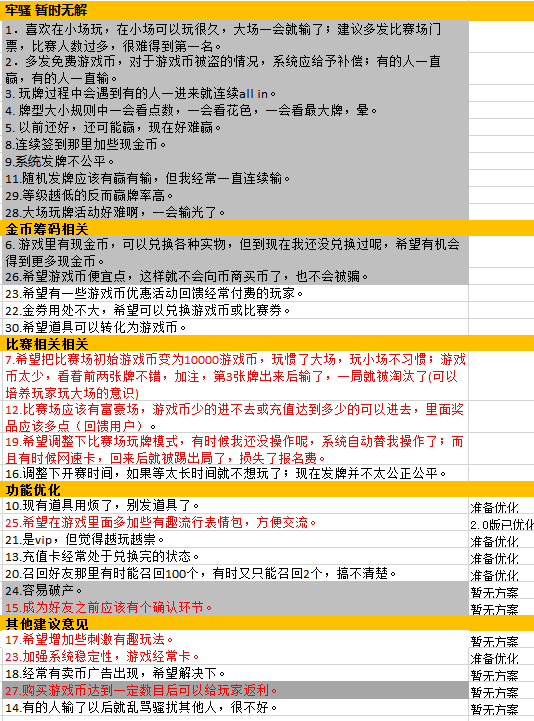 牢骚 暂时无解
1．喜欢在小场玩，在小场可以玩很久，大场一会就输了；建议多发比赛场门
票，比赛人数过多，很难得到第一名。
2．多发免费游戏币，对于游戏币被盗的情况，系统应给予补偿；有的人一直
赢，有的人一直输。
3. 玩牌过程中会遇到有的人一进来就连续all in。
4. 牌型大小规则中一会看点数，一会看花色，一会看最大牌，晕。
5. 以前还好，还可能赢，现在好难赢。
8.连续签到那里加些现金币。
9.系统发牌不公平。
11.随机发牌应该有赢有输，但我经常一直连续输。
29.等级越低的反而赢牌率高。
28.大场玩牌活动好难啊，一会输光了。
金币筹码相关
6. 游戏里有现金币，可以兑换各种实物，但到现在我还没兑换过呢，希望有机会
得到更多现金币。
26.希望游戏币便宜点，这样就不会向币商买币了，也不会被骗。
23.希望有一些游戏币优惠活动回馈经常付费的玩家。
22.金券用处不大，希望可以兑换游戏币或比赛券。
30.希望道具可以转化为游戏币。
比赛相关相关
7.希望把比赛场初始游戏币变为10000游戏币，玩惯了大场，玩小场不习惯；游戏
币太少，看着前两张牌不错，加注，第3张牌出来后输了，一局就被淘汰了(可以
培养玩家玩大场的意识)
12.比赛场应该有富豪场，游戏币少的进不去或充值达到多少的可以进去，里面奖
品应该多点（回馈用户）。
19.希望调整下比赛场玩牌模式，有时候我还没操作呢，系统自动替我操作了；而
且有时候网速卡，回来后就被踢出局了，损失了报名费。
16.调整下开赛时间，如果等太长时间就不想玩了；现在发牌并不太公正公平。
功能优化
10.现有道具用烦了，别发道具了。 准备优化
25.希望在游戏里面多加些有趣流行表情包，方便交流。 2.0版已优化
21.是vip，但觉得越玩越祟。 准备优化
13.充值卡经常处于兑换完的状态。 准备优化
20.召回好友那里有时能召回100个，有时又只能召回2个，搞不清楚。 准备优化
24.容易破产。 暂无方案
15.成为好友之前应该有个确认环节。 暂无方案
其他建议意见
17.希望增加些刺激有趣玩法。 暂无方案
23.加强系统稳定性，游戏经常卡。 准备优化
18.经常有卖币广告出现，希望解决下。 暂无方案
27.购买游戏币达到一定数目后可以给玩家返利。 暂无方案
14.有的人输了以后就乱骂骚扰其他人，很不好。 暂无方案